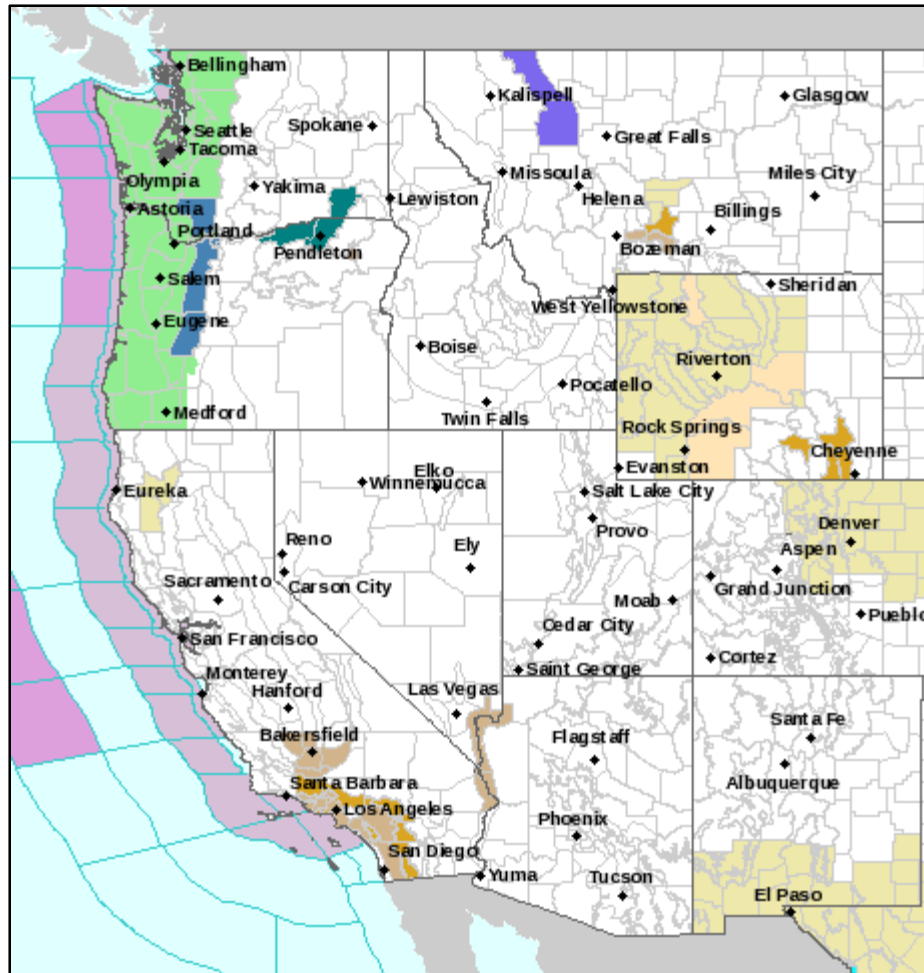 Bellingham
Kalispell
Glasgow
Seattle
Spokane
Great Falls
Tacoma
Olympia
Missoula
Miles City
Yakima
Lewiston
Helena
Astoria
Billings
Portland
Pendleton
Bozeman
Salem
Sheridan
West Yellowstone
Eugene
Boise
Riverton
Pocatello
Medford
Twin Falls
Rock Springs
Cheyenne
Elko
Evanston
Winnemucca
Eureka
Salt Lake City
Provo
Denver
Reno
Ely
Aspen
Sacramento
Carson City
Grand Junction
Moab
Pueblo
San Francisco
Cedar City
Cortez
Monterey
Saint George
Hanford
Las Vegas
Santa Fe
Bakersfield
Flagstaff
Albuquerque
Santa Barbara
Los Angeles
Phoenix
San Diego
Yuma
Tucson
El Paso